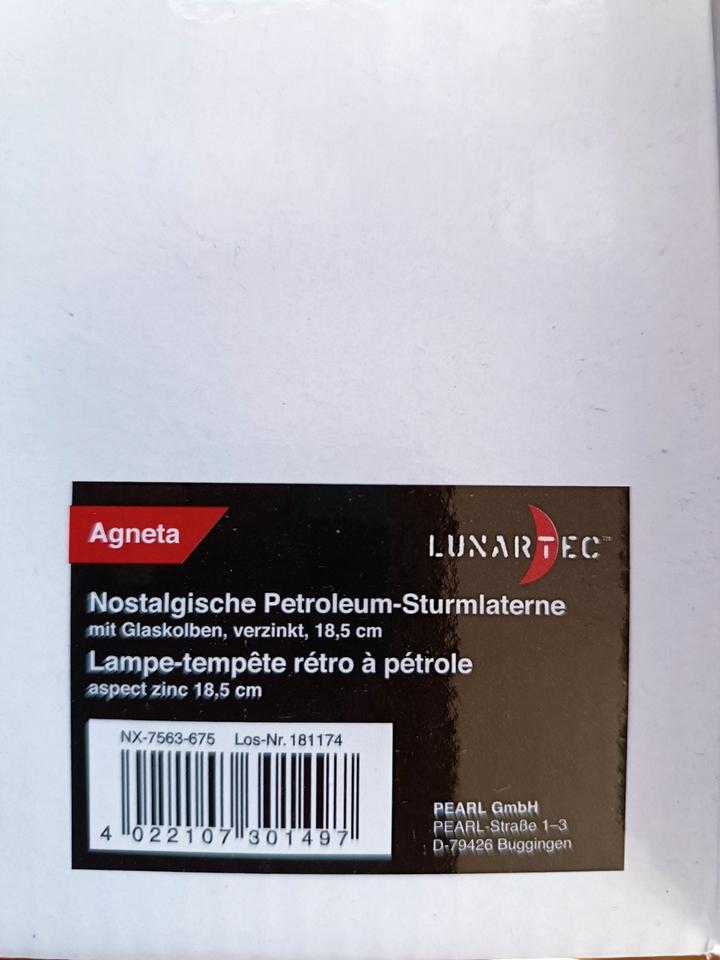 Agneta
LUNARTEC™
Nostalgische Petroleum-Sturmlaterne
mit Glaskolben, verzinkt, 18,5 cm
Lampe-tempête rétro à pétrole
aspect zinc 18,5 cm
NX-7563-675 Los-Nr. 181174
4 022107 301497
PEARL GmbH
PEARL-Straße 1–3
D-79426 Buggingen